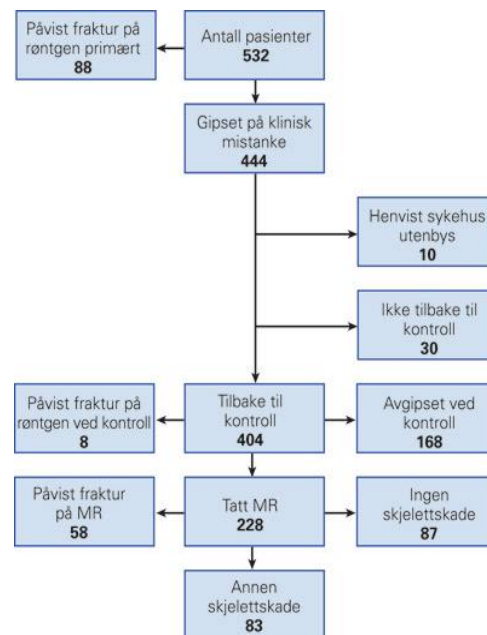 Påvist fraktur på
røntgen primært
88
Antall pasienter
532
Gipset på klinisk
mistanke
444
Henvist sykehus
utenbys
10
Ikke tilbake til
kontroll
30
Påvist fraktur på
røntgen ved kontroll
8
Tilbake til
kontroll
404
Avgipset ved
kontroll
168
Påvist fraktur
på MR
58
Tatt MR
228
Ingen
skjelettskade
87
Annen
skjelettskade
83